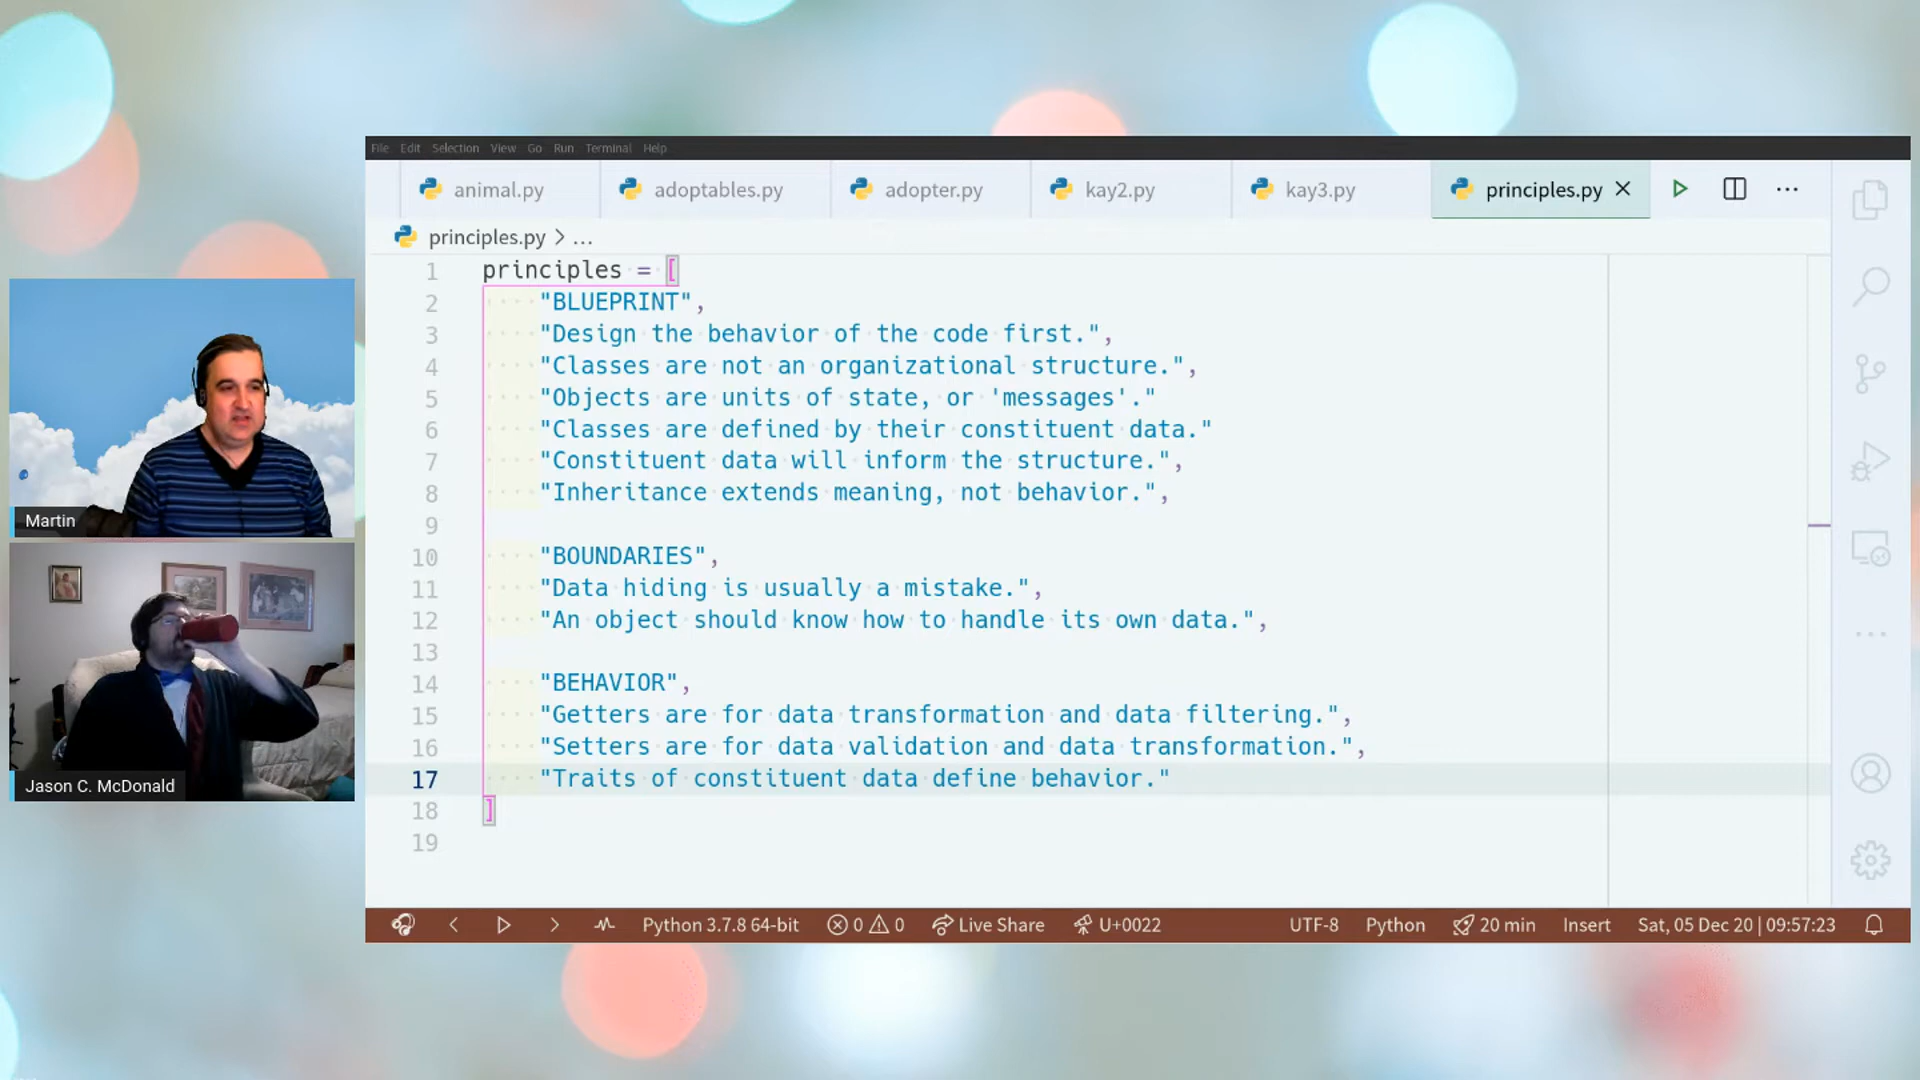 File Edit Selection View Go Run Terminal Help
animal.py adoptables.py adopter.py kay2.py kay3.py principles.py
principles.py > ...
1 principles = [
2 "BLUEPRINT",
3 "Design the behavior of the code first.",
4 "Classes are not an organizational structure.",
5 "Objects are units of state, or 'messages'."
6 "Classes are defined by their constituent data."
7 "Constituent data will inform the structure.",
8 "Inheritance extends meaning, not behavior.",
9
10 "BOUNDARIES",
11 "Data hiding is usually a mistake.",
12 "An object should know how to handle its own data.",
13
14 "BEHAVIOR",
15 "Getters are for data transformation and data filtering.",
16 "Setters are for data validation and data transformation.",
17 "Traits of constituent data define behavior."
18 ]
19
Python 3.7.8 64-bit 0 0 Live Share U+0022 UTF-8 Python 20 min Insert Sat, 05 Dec 20 | 09:57:23
Martin
Jason C. McDonald